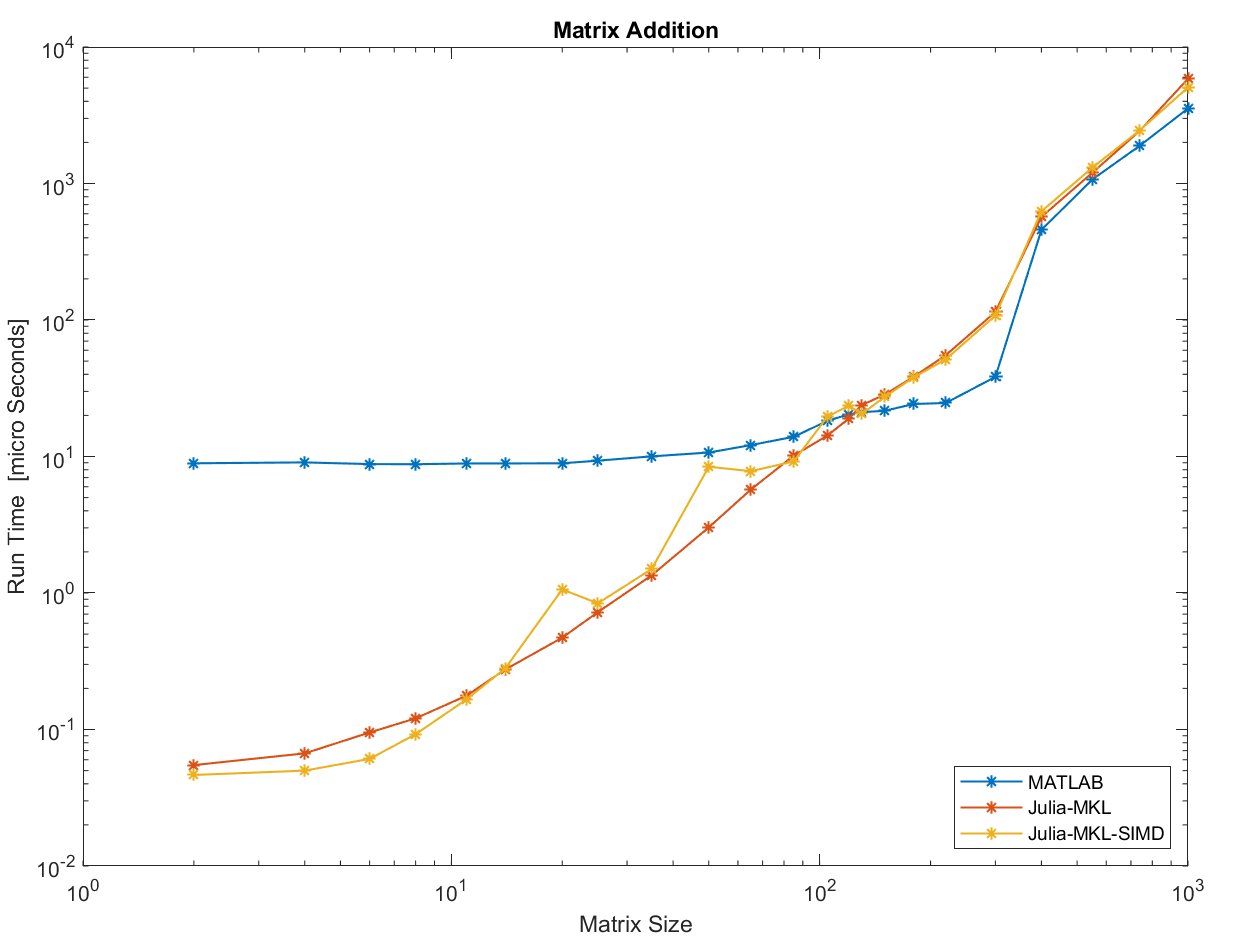 Matrix Addition
10^4
10^3
10^2
10^1
10^0
10^-1
10^-2
Run Time [micro Seconds]
10^0 10^1 10^2 10^3
Matrix Size
MATLAB
Julia-MKL
Julia-MKL-SIMD